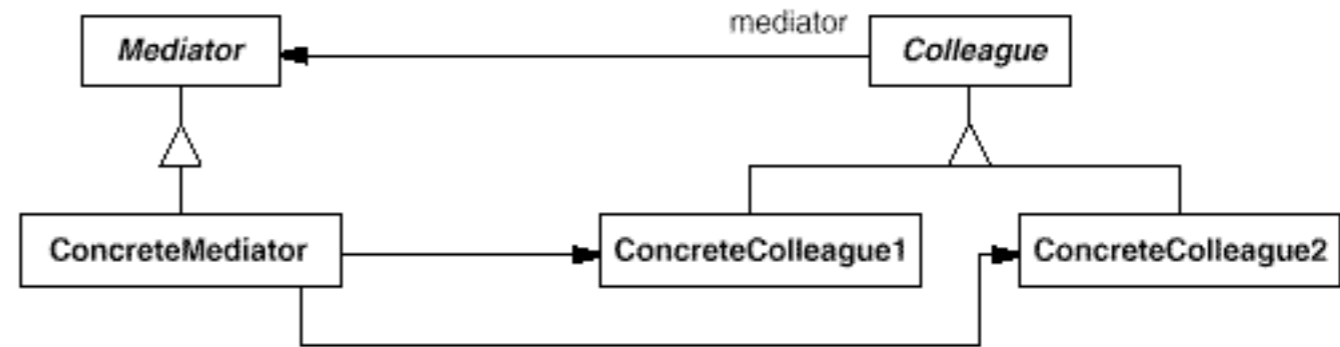 mediator
Mediator
Colleague
ConcreteMediator
ConcreteColleague1
ConcreteColleague2